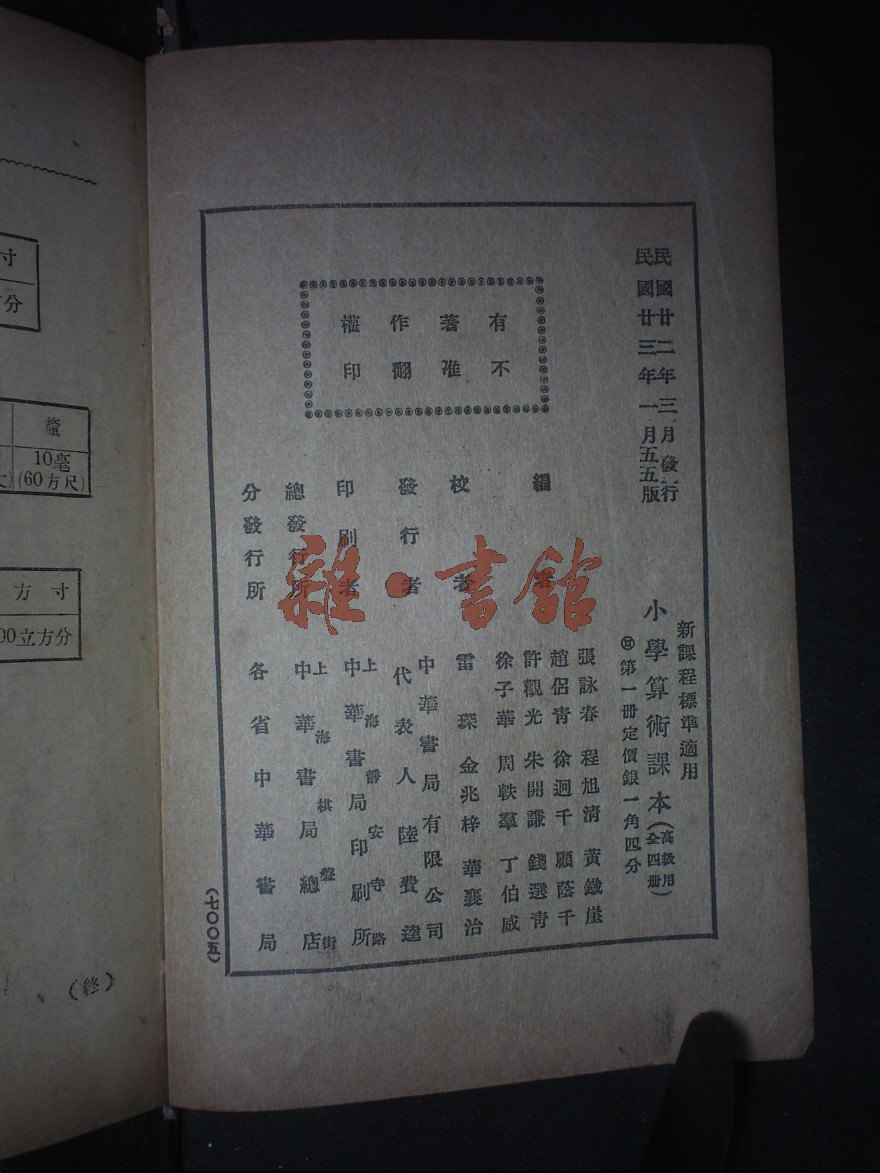 民國廿二年三月發行
民國廿三年一月五五版
新課程標準適用
小學算術課本(高級用全四冊)
第一冊定價銀一角四分
有著作權
不准翻印
編者
張詠春 程旭清 黃鐵崖
趙侶青 徐迥千 顧蔭千
許觀光 朱開謙 錢選青
徐子華 周軼羣 丁伯威
校者
雷琛 金兆梓 華襄治
發行者
中華書局有限公司
代表人 陸費逵
印刷者
上海靜安寺路
中華書局印刷所
總發行所
上海棋盤街
中華書局總店
分發行所
各省中華書局
(七〇〇五)
雜·書館
寸
分
釐
10毫
(60方尺)
方寸
00立方分
(終)